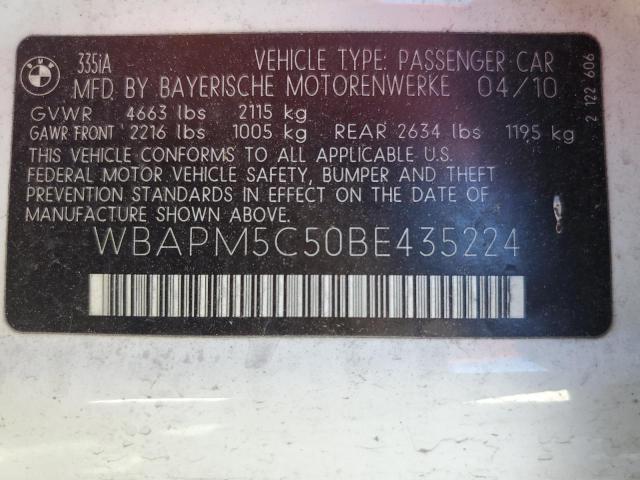 BMW
335iA VEHICLE TYPE: PASSENGER CAR
MFD. BY BAYERISCHE MOTORENWERKE 04/10
GVWR 4663 lbs 2115 kg
GAWR FRONT 2216 lbs 1005 kg REAR 2634 lbs 1195 kg
THIS VEHICLE CONFORMS TO ALL APPLICABLE U.S.
FEDERAL MOTOR VEHICLE SAFETY, BUMPER AND THEFT
PREVENTION STANDARDS IN EFFECT ON THE DATE OF
MANUFACTURE SHOWN ABOVE.
WBAPM5C50BE435224
2 122 606